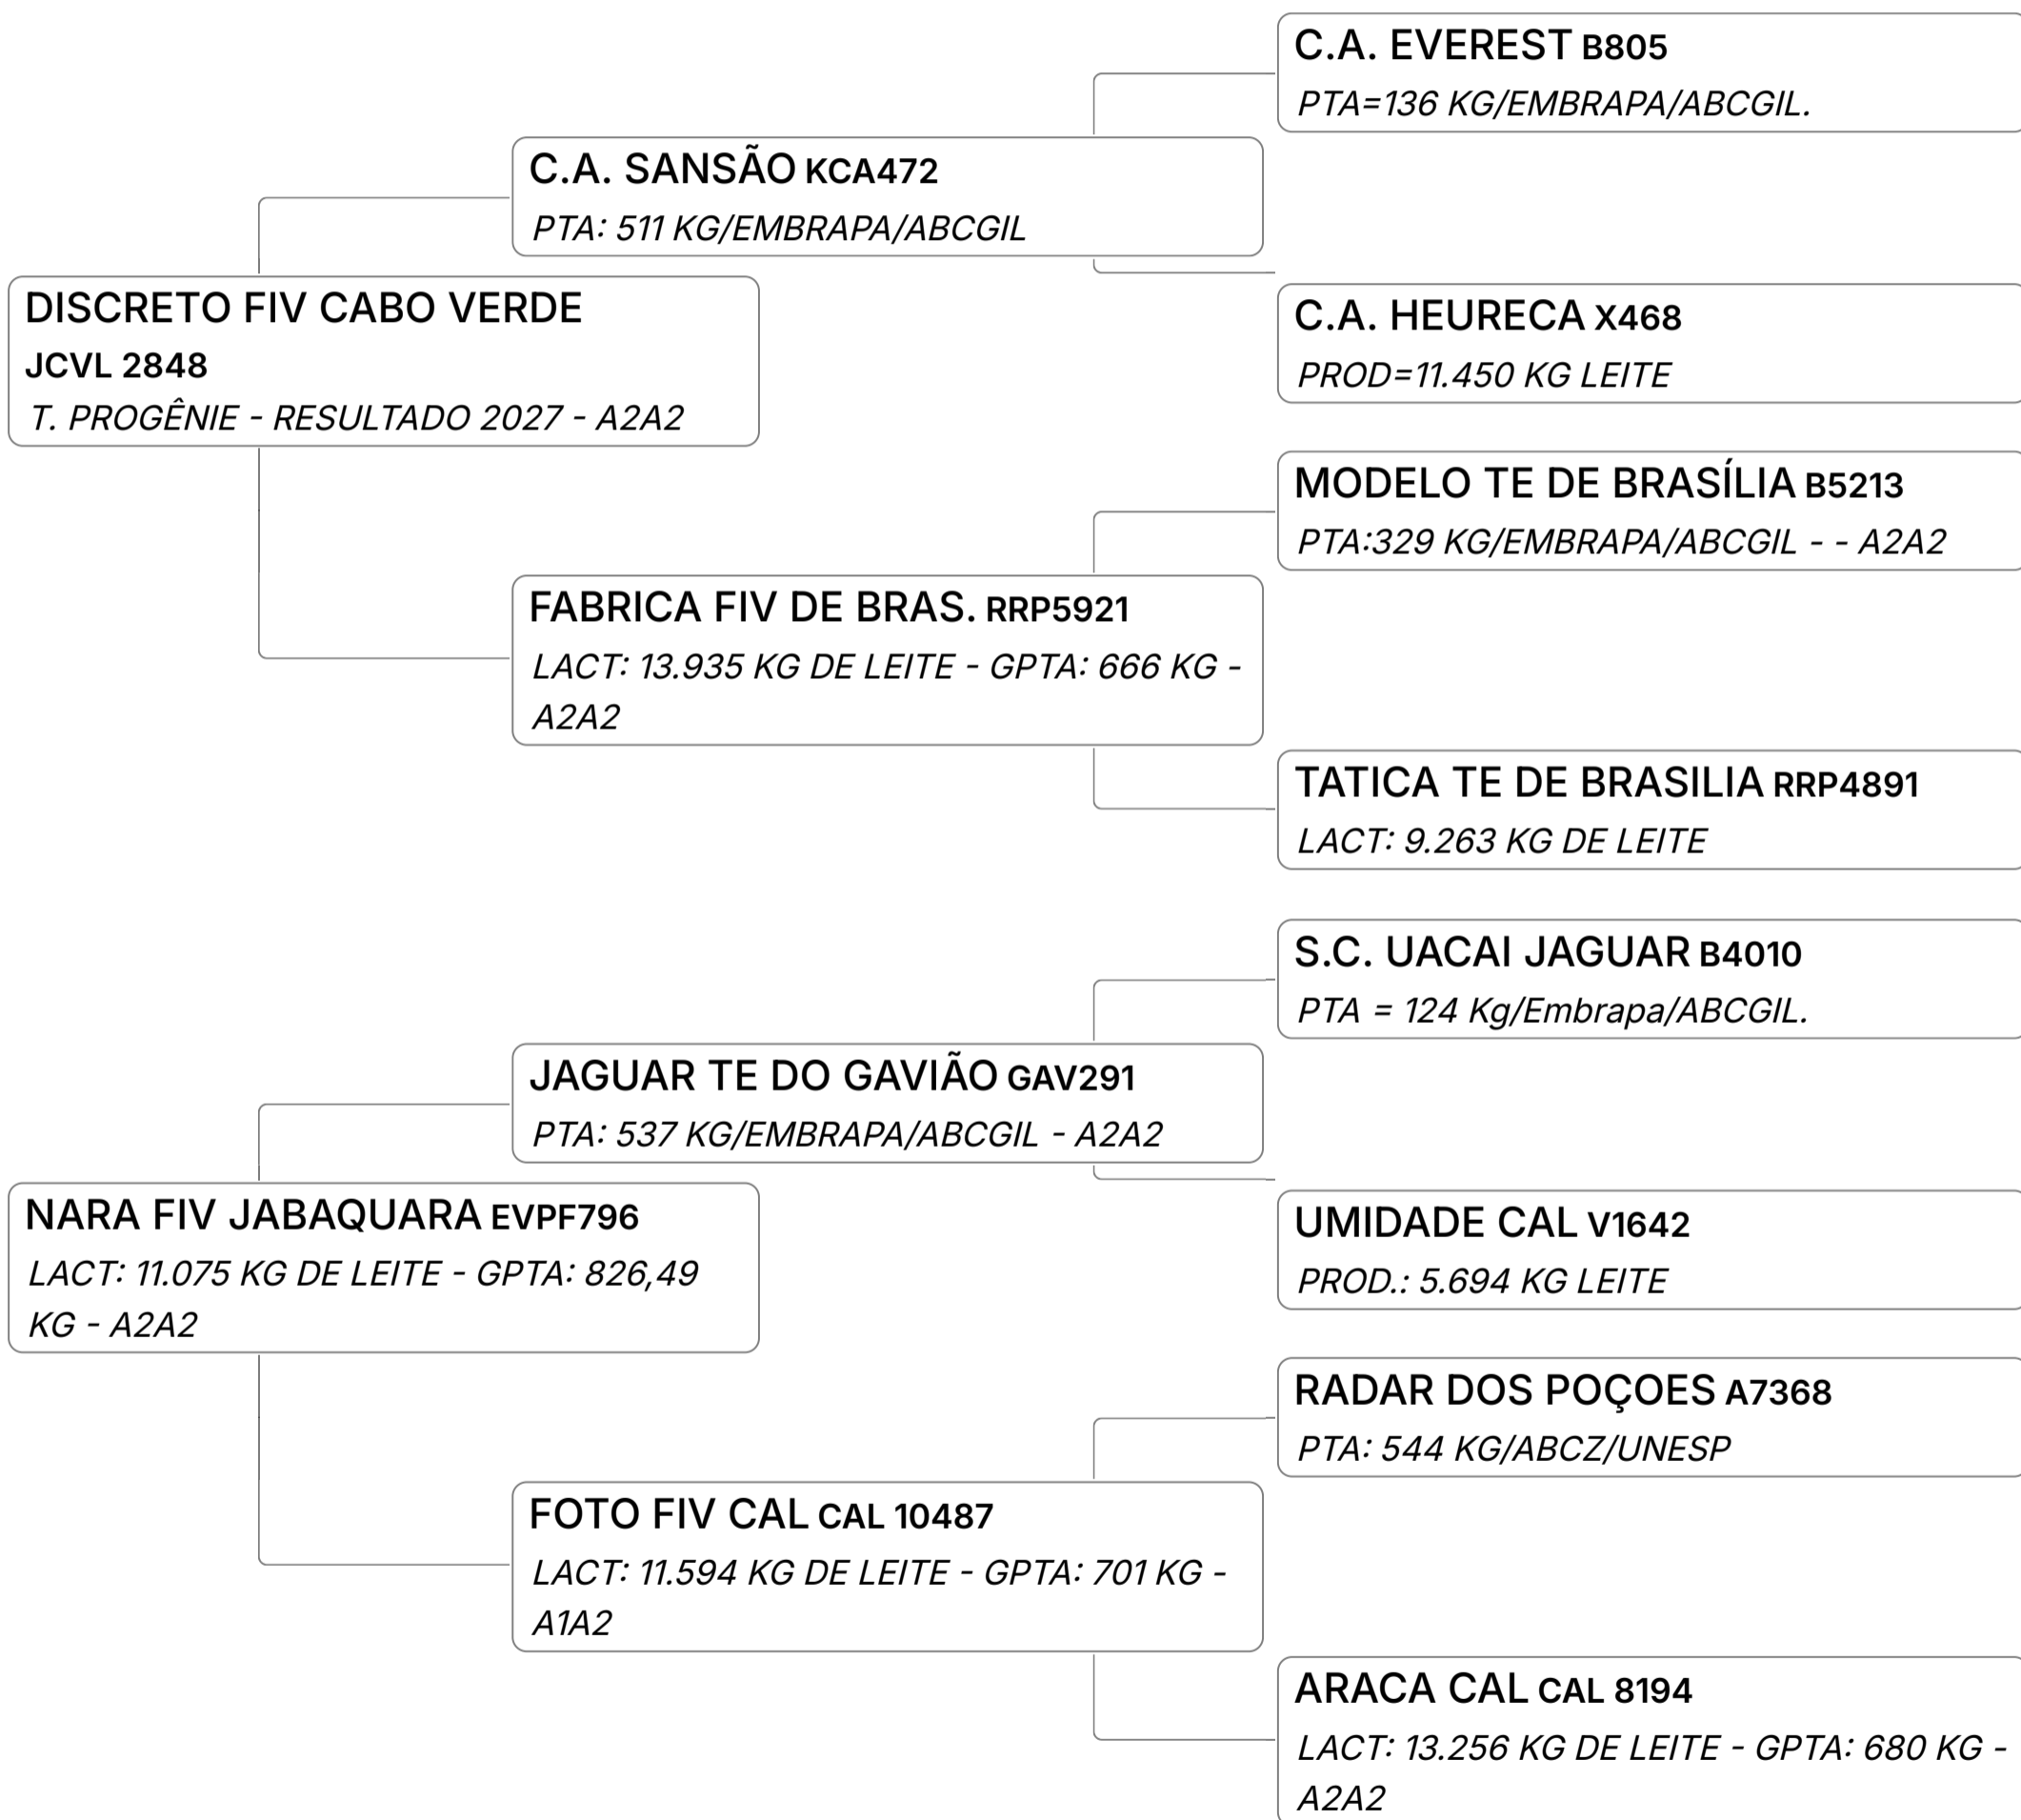 C.A. EVEREST B805
PTA=136 KG/EMBRAPA/ABCGIL.
C.A. SANSÃO KCA472
PTA: 511 KG/EMBRAPA/ABCGIL
DISCRETO FIV CABO VERDE
JCVL 2848
T. PROGÊNIE - RESULTADO 2027 - A2A2
C.A. HEURECA X468
PROD=11.450 KG LEITE
MODELO TE DE BRASÍLIA B5213
PTA:329 KG/EMBRAPA/ABCGIL - - A2A2
FABRICA FIV DE BRAS. RRP5921
LACT: 13.935 KG DE LEITE - GPTA: 666 KG -
A2A2
TATICA TE DE BRASILIA RRP4891
LACT: 9.263 KG DE LEITE
S.C. UACAI JAGUAR B4010
PTA = 124 Kg/Embrapa/ABCGIL.
JAGUAR TE DO GAVIÃO GAV291
PTA: 537 KG/EMBRAPA/ABCGIL - A2A2
NARA FIV JABAQUARA EVPF796
LACT: 11.075 KG DE LEITE - GPTA: 826,49
KG - A2A2
UMIDADE CAL V1642
PROD.: 5.694 KG LEITE
RADAR DOS POÇOES A7368
PTA: 544 KG/ABCZ/UNESP
FOTO FIV CAL CAL 10487
LACT: 11.594 KG DE LEITE - GPTA: 701 KG -
A1A2
ARACA CAL CAL 8194
LACT: 13.256 KG DE LEITE - GPTA: 680 KG -
A2A2